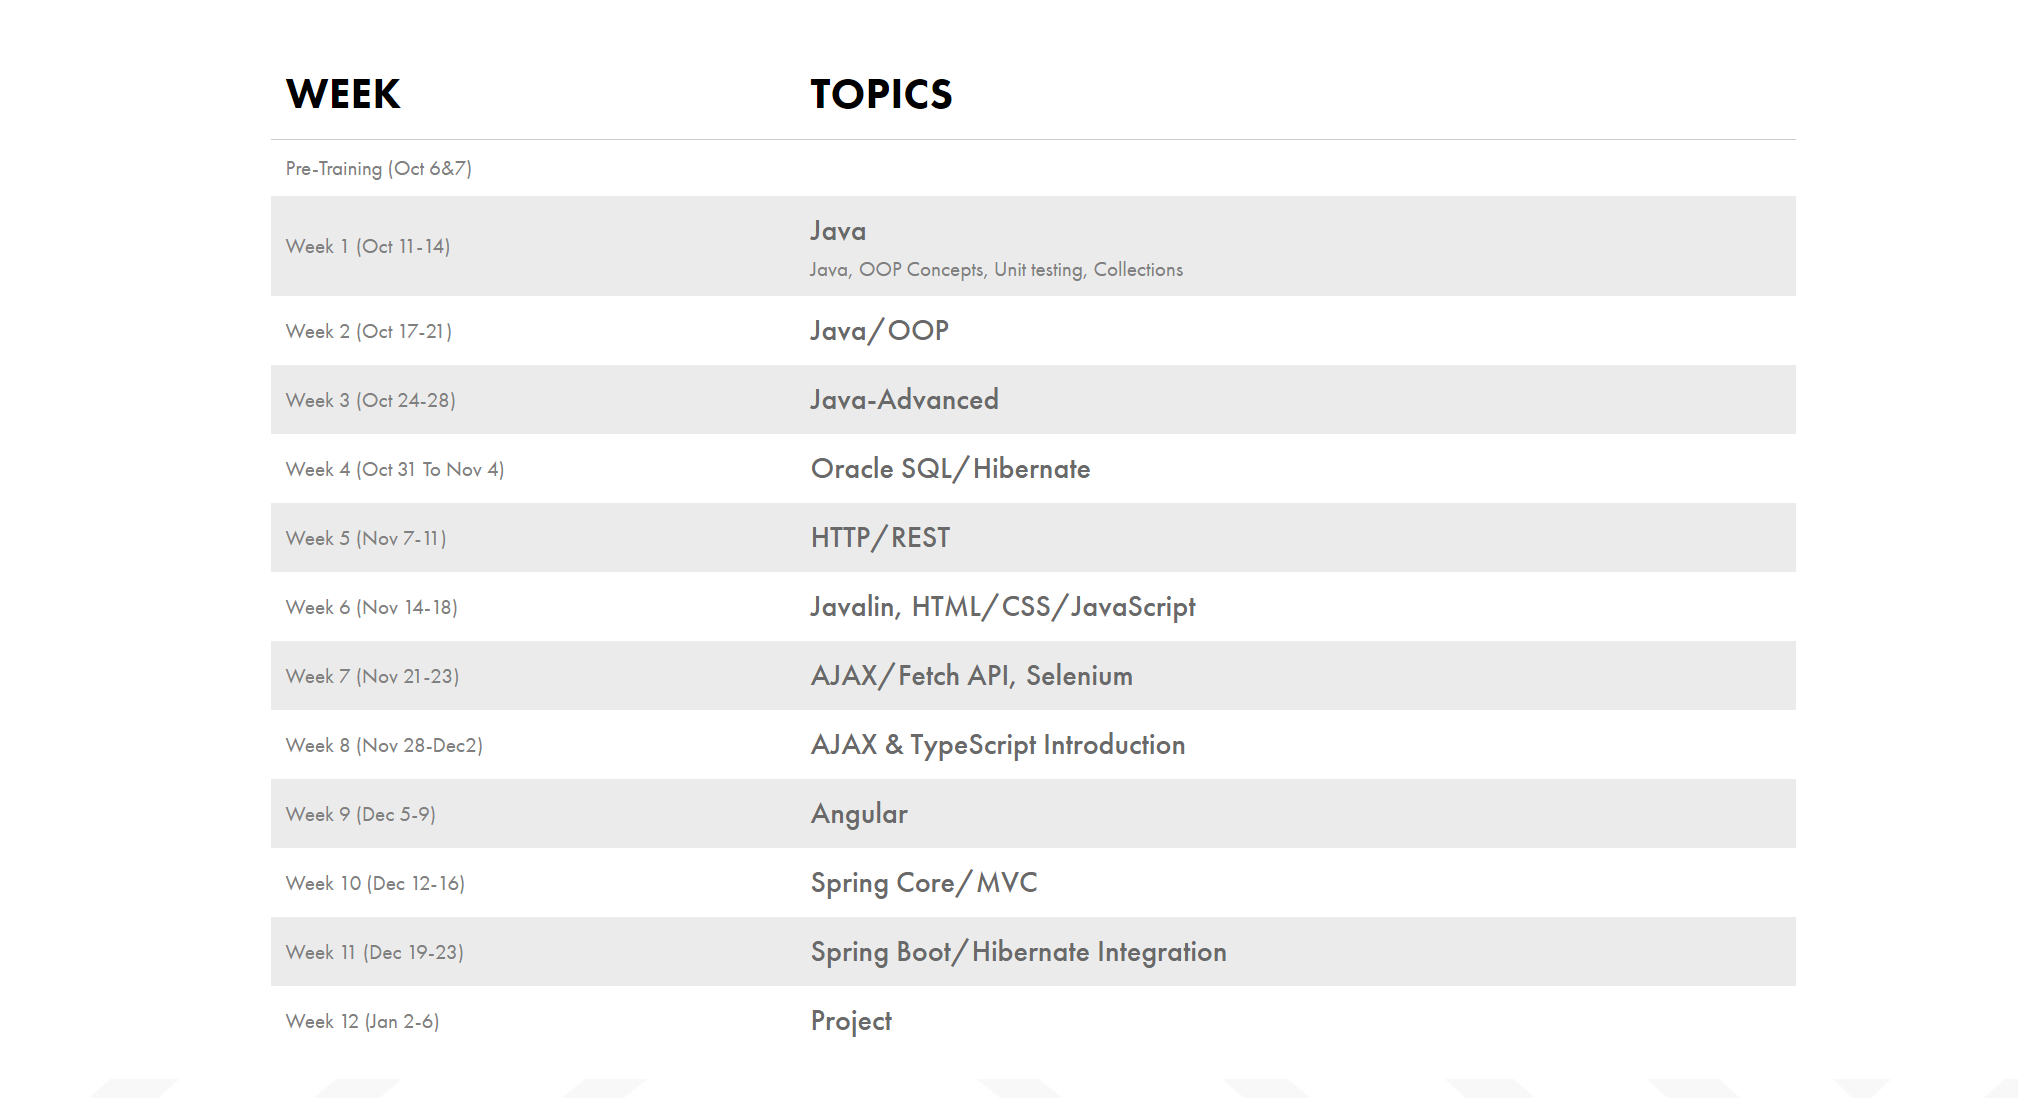 WEEK TOPICS
Pre-Training (Oct 6&7)
Week 1 (Oct 11-14) Java
Java, OOP Concepts, Unit testing, Collections
Week 2 (Oct 17-21) Java/OOP
Week 3 (Oct 24-28) Java-Advanced
Week 4 (Oct 31 To Nov 4) Oracle SQL/Hibernate
Week 5 (Nov 7-11) HTTP/REST
Week 6 (Nov 14-18) Javalin, HTML/CSS/JavaScript
Week 7 (Nov 21-23) AJAX/Fetch API, Selenium
Week 8 (Nov 28-Dec2) AJAX & TypeScript Introduction
Week 9 (Dec 5-9) Angular
Week 10 (Dec 12-16) Spring Core/MVC
Week 11 (Dec 19-23) Spring Boot/Hibernate Integration
Week 12 (Jan 2-6) Project